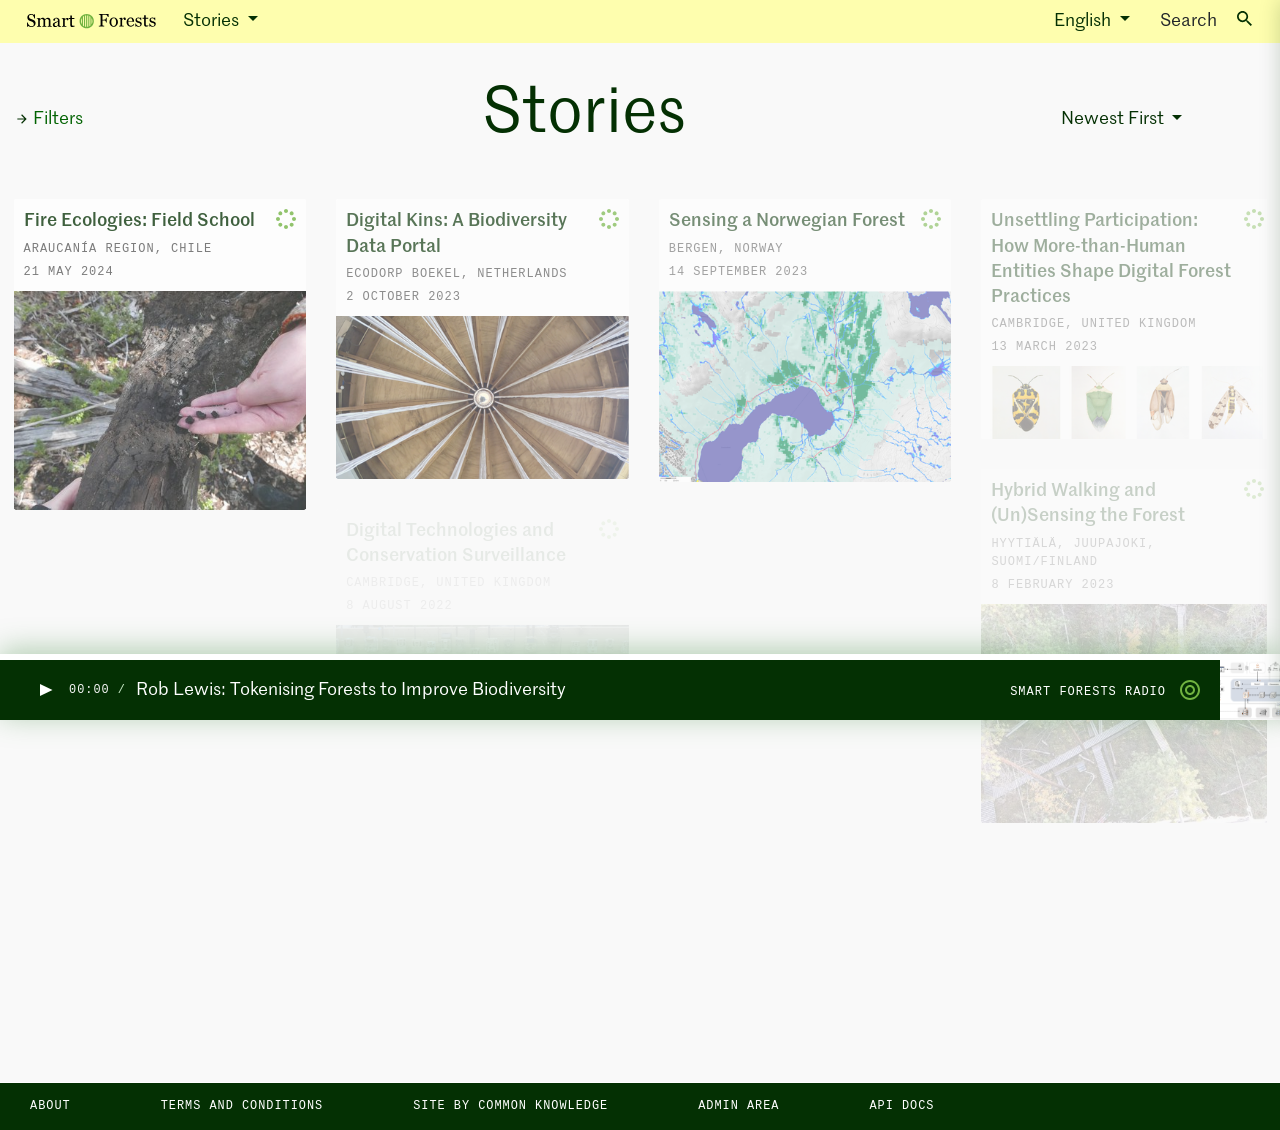 Smart Forests
Stories
English
Search
Filters
Stories
Newest First
Fire Ecologies: Field School
ARAUCANÍA REGION, CHILE
21 MAY 2024
Digital Kins: A Biodiversity
Data Portal
ECODORP BOEKEL, NETHERLANDS
2 OCTOBER 2023
Sensing a Norwegian Forest
BERGEN, NORWAY
14 SEPTEMBER 2023
Unsettling Participation:
How More-than-Human
Entities Shape Digital Forest
Practices
CAMBRIDGE, UNITED KINGDOM
13 MARCH 2023
Digital Technologies and
Conservation Surveillance
CAMBRIDGE, UNITED KINGDOM
8 AUGUST 2022
Hybrid Walking and
(Un)Sensing the Forest
HYYTIÄLÄ, JUUPAJOKI,
SUOMI/FINLAND
8 FEBRUARY 2023
00:00 /
Rob Lewis: Tokenising Forests to Improve Biodiversity
SMART FORESTS RADIO
ABOUT
TERMS AND CONDITIONS
SITE BY COMMON KNOWLEDGE
ADMIN AREA
API DOCS